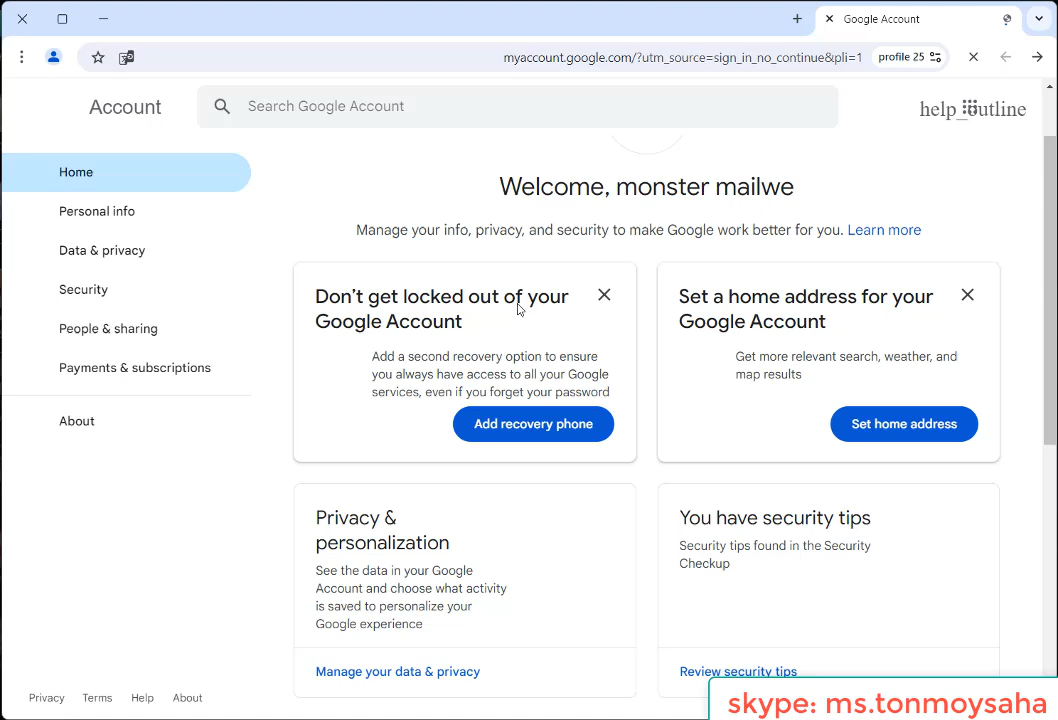 Google Account
myaccount.google.com/?utm_source=sign_in_no_continue&pli=1
profile 25
Account
Search Google Account
help_outline
Home
Personal info
Data & privacy
Security
People & sharing
Payments & subscriptions
About
Welcome, monster mailwe
Manage your info, privacy, and security to make Google work better for you. Learn more
Don’t get locked out of your
Google Account
Add a second recovery option to ensure
you always have access to all your Google
services, even if you forget your password
Add recovery phone
Set a home address for your
Google Account
Get more relevant search, weather, and
map results
Set home address
Privacy &
personalization
See the data in your Google
Account and choose what activity
is saved to personalize your
Google experience
Manage your data & privacy
You have security tips
Security tips found in the Security
Checkup
Review security tips
Privacy Terms Help About
skype: ms.tonmoysaha